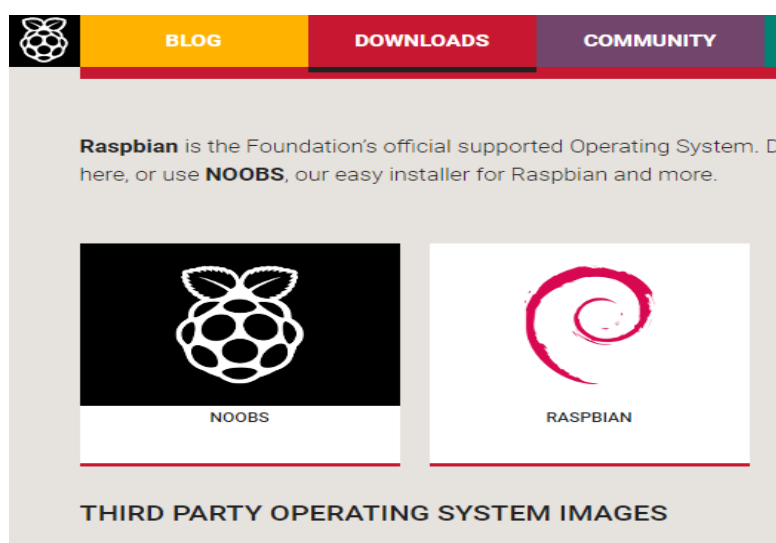 BLOG DOWNLOADS COMMUNITY
Raspbian is the Foundation's official supported Operating System.
here, or use NOOBS, our easy installer for Raspbian and more.
NOOBS RASPBIAN
THIRD PARTY OPERATING SYSTEM IMAGES